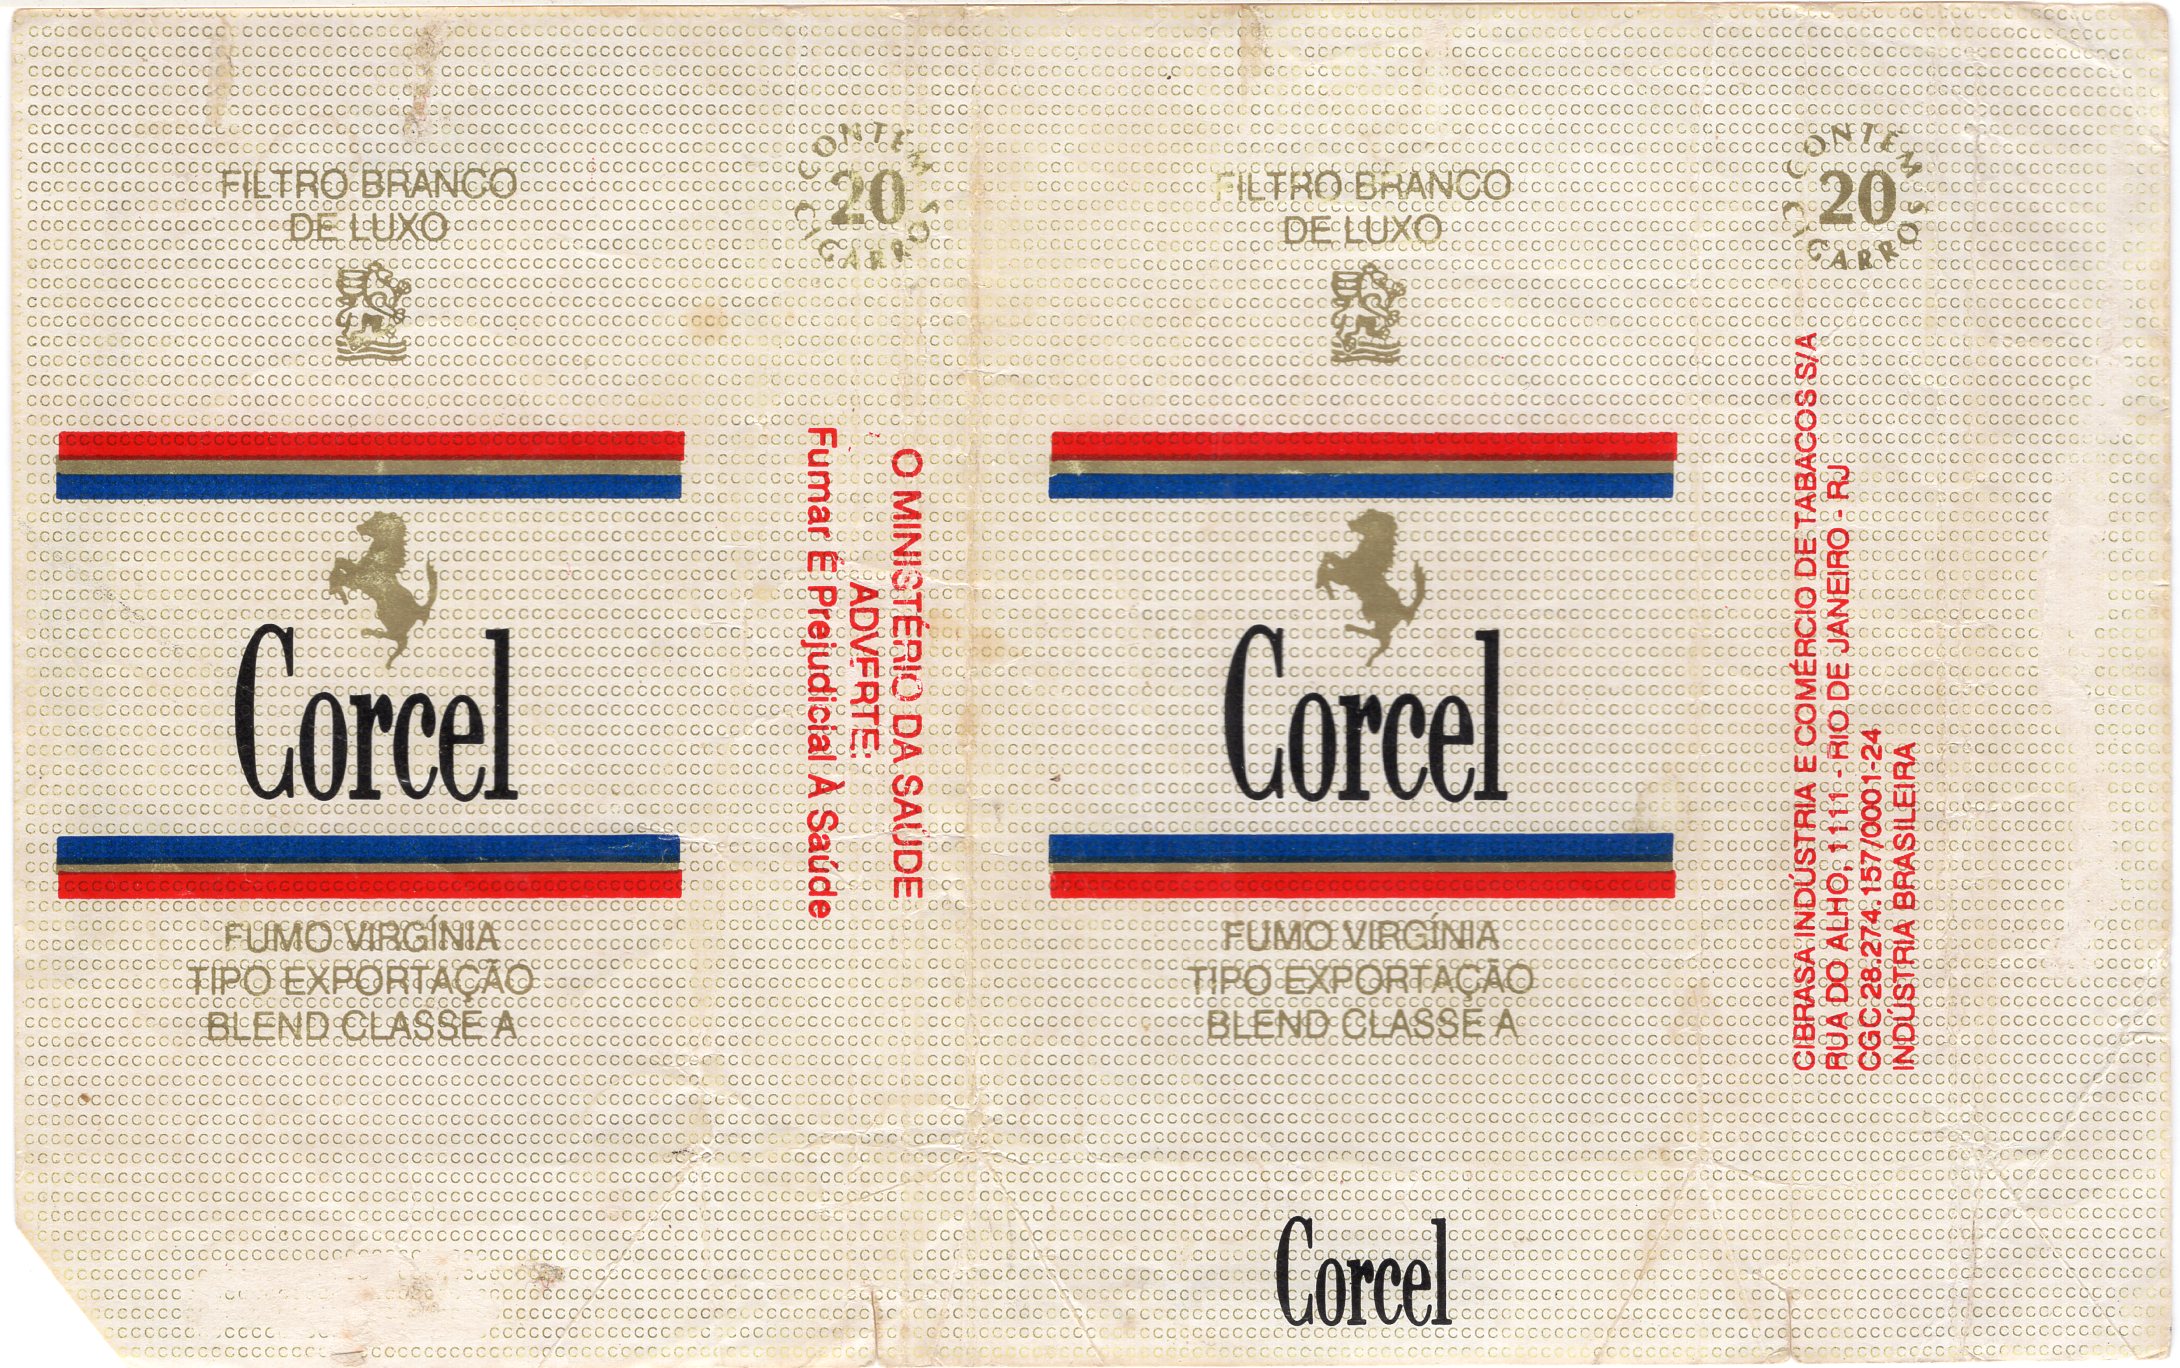 FILTRO BRANCO
DE LUXO
Corcel
FUMO VIRGÍNIA
TIPO EXPORTAÇÃO
BLEND CLASSE A
CONTÉM
20
CIGARROS
O MINISTÉRIO DA SAÚDE
ADVERTE:
Fumar É Prejudicial À Saúde
FILTRO BRANCO
DE LUXO
Corcel
FUMO VIRGÍNIA
TIPO EXPORTAÇÃO
BLEND CLASSE A
Corcel
CONTÉM
20
CIGARROS
CIBRASA INDÚSTRIA E COMÉRCIO DE TABACOS S/A
RUA DO ALHO, 1111 - RIO DE JANEIRO - RJ
CGC 28.274.157/0001-24
INDÚSTRIA BRASILEIRA